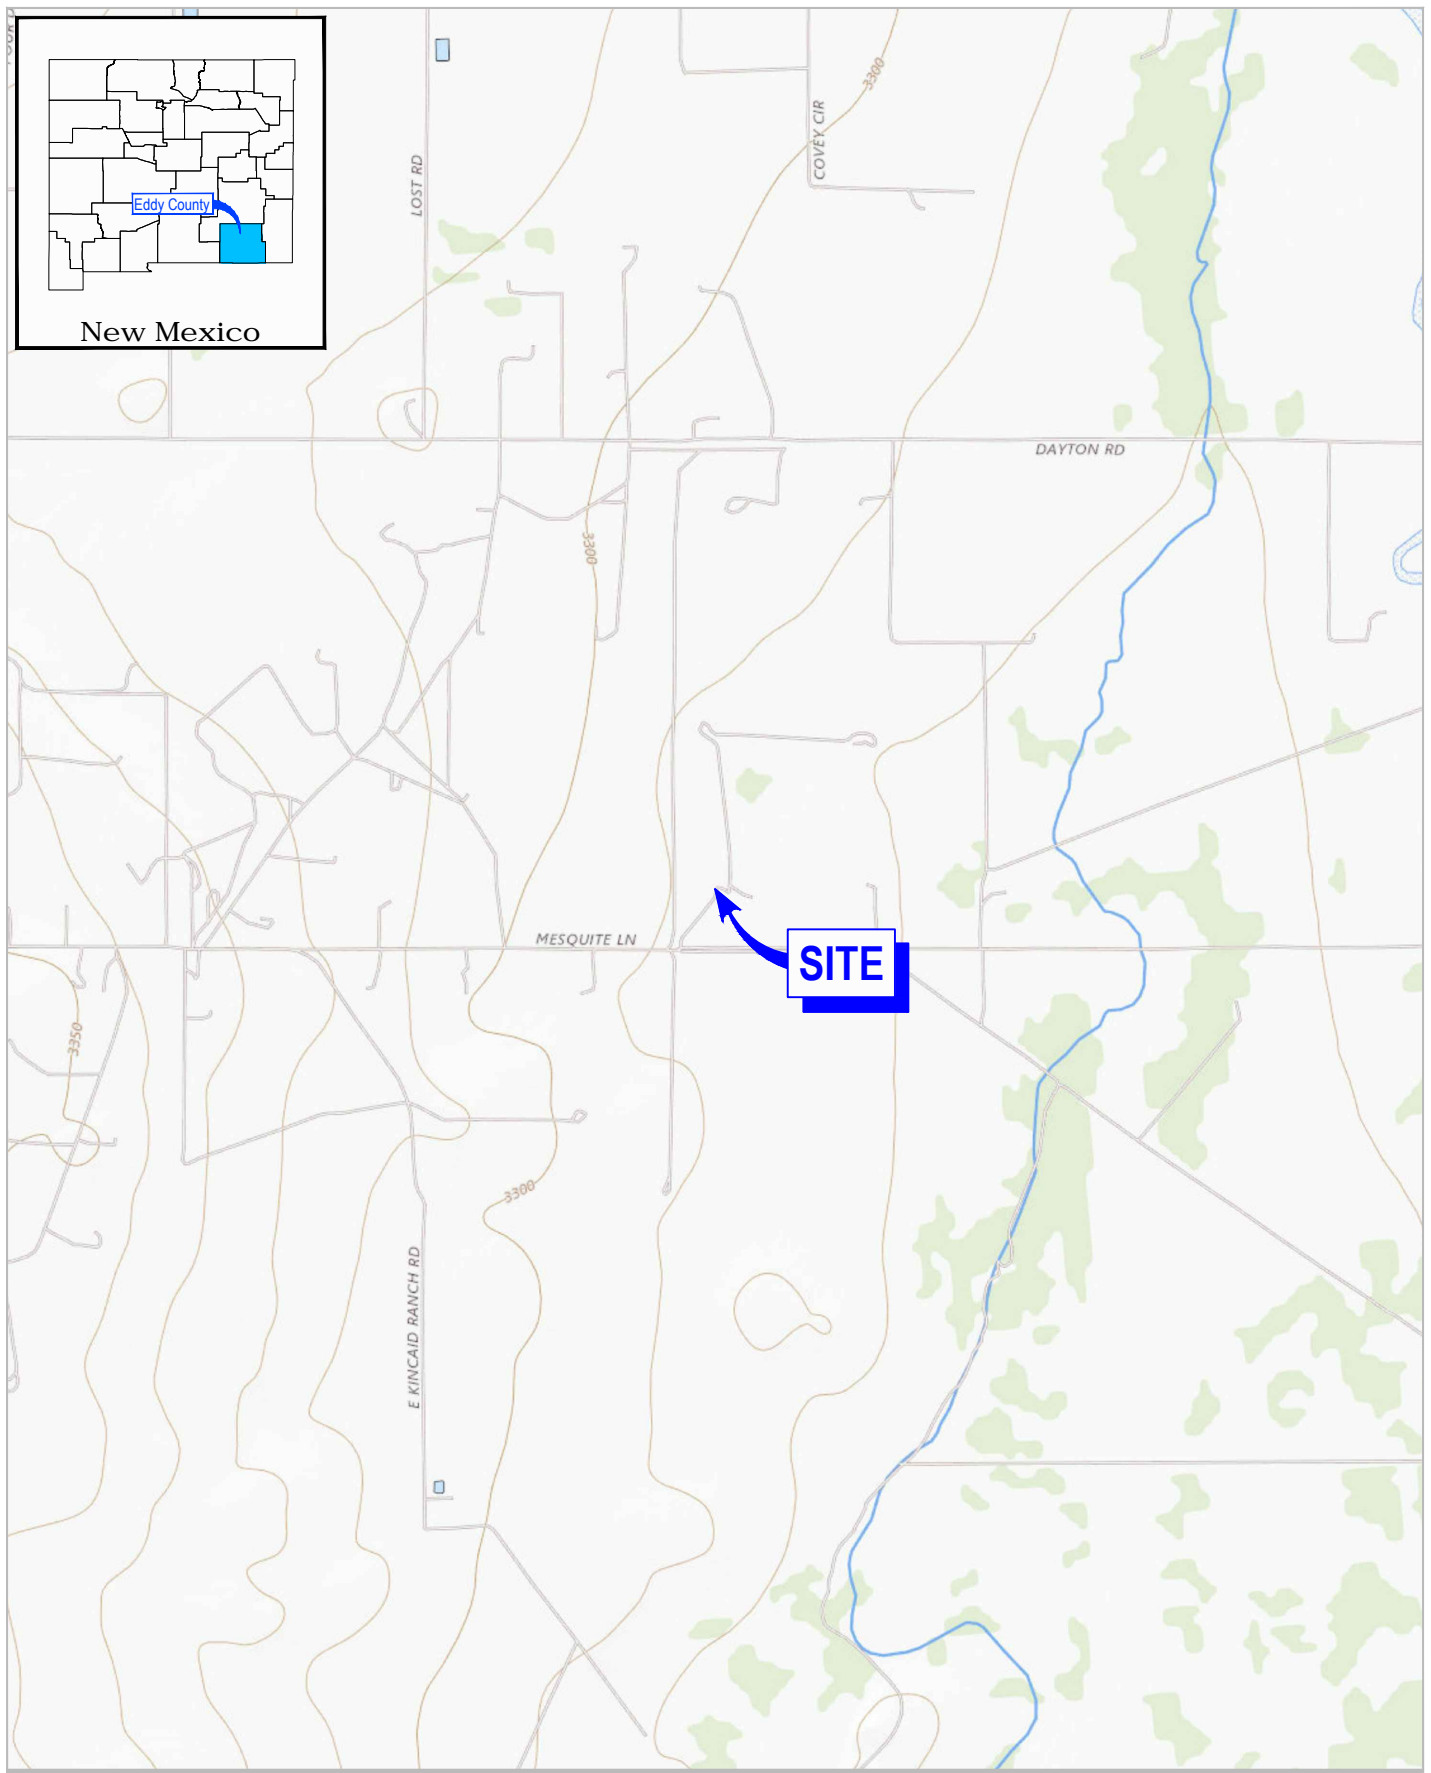 3300
COVEY CIR
LOST RD
Eddy County
New Mexico
DAYTON RD
3300
MESQUITE LN
SITE
3350
3300
E KINCAID RANCH RD